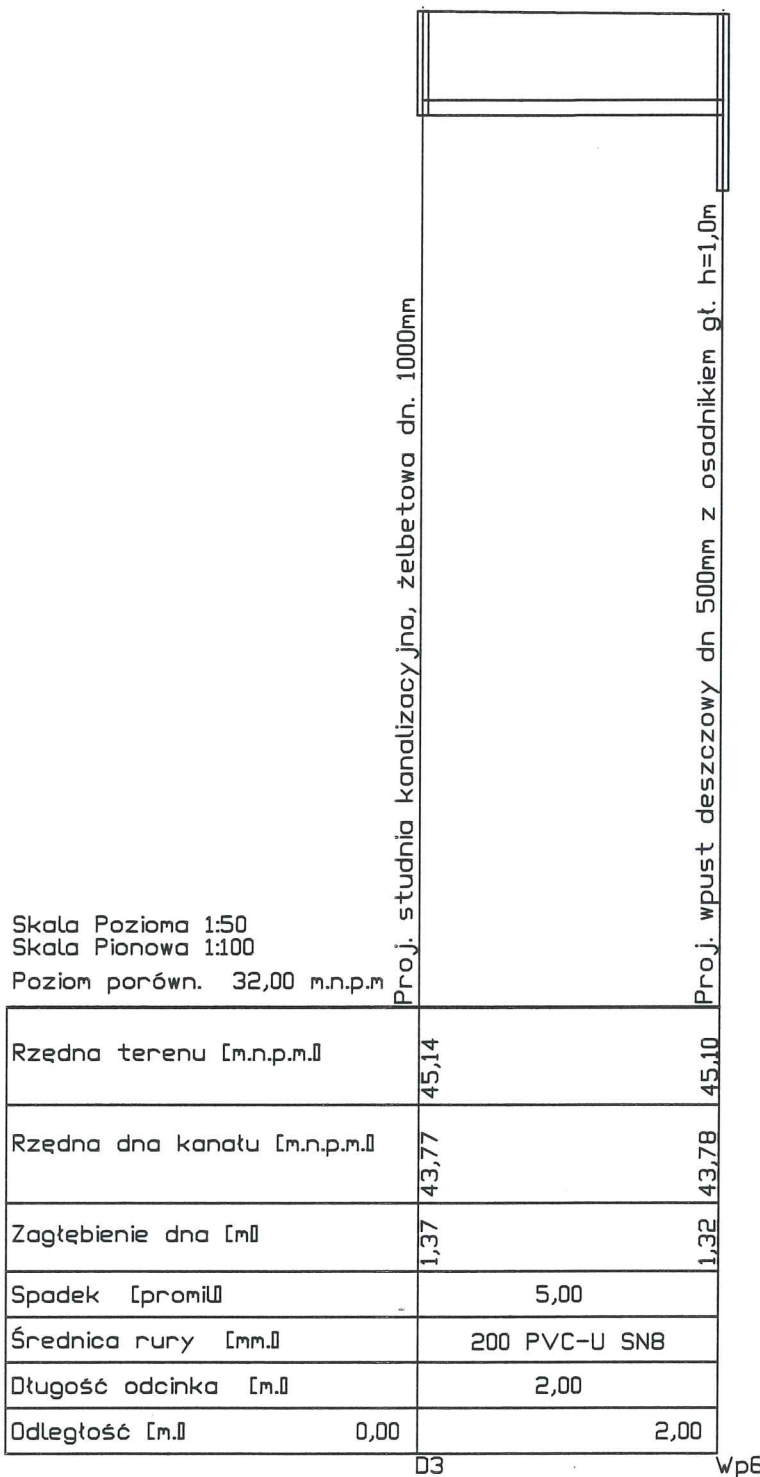 Proj. studnia kanalizacyjna, żelbetowa dn. 1000mm
Proj. wpust deszczowy dn 500mm z osadnikiem gł. h=1,0m
Skala Pozioma 1:50
Skala Pionowa 1:100
Poziom porówn. 32,00 m.n.p.m
Rzędna terenu [m.n.p.m.] 45,14 45,10
Rzędna dna kanału [m.n.p.m.] 43,77 43,78
Zagłębienie dna [m] 1,37 1,32
Spadek [promil] 5,00
Średnica rury [mm.] 200 PVC-U SN8
Długość odcinka [m.] 2,00
Odległość [m.] 0,00 2,00
D3 Wp6